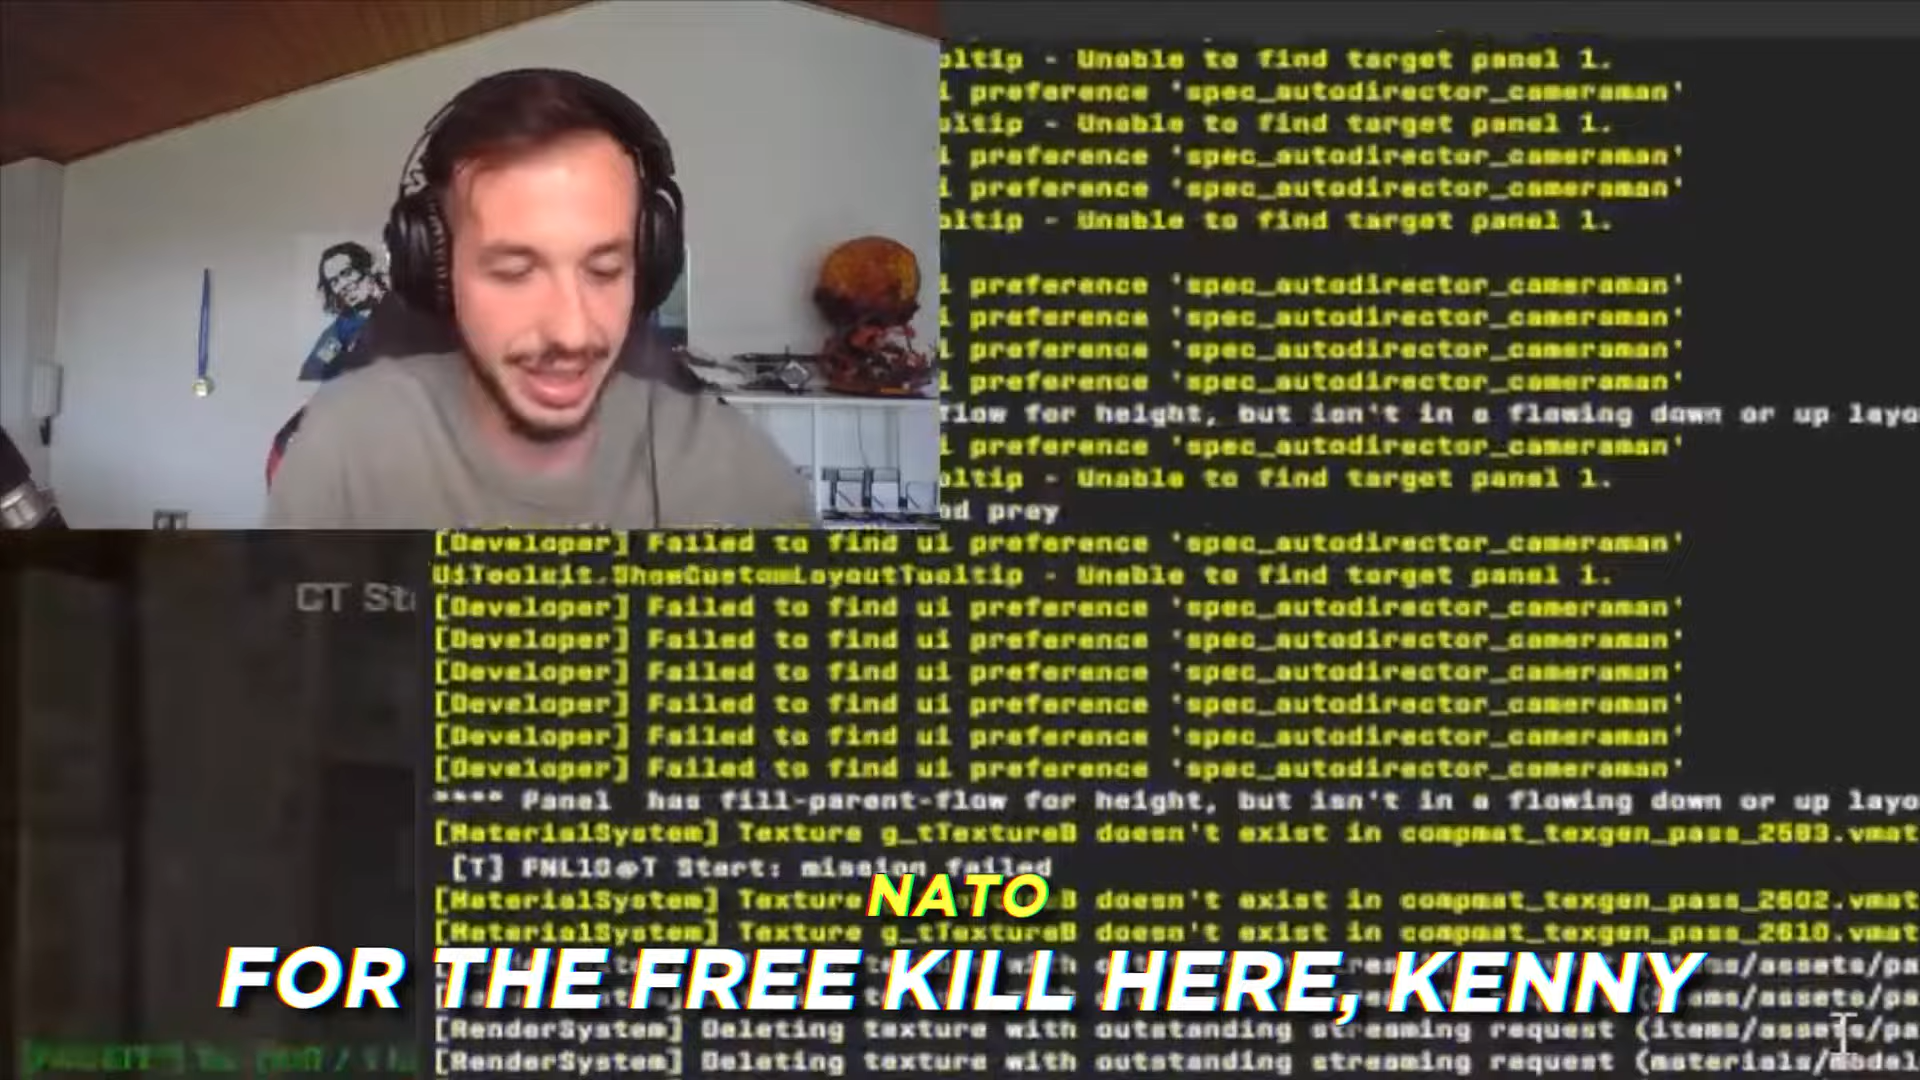 oltip - Unable to find target panel 1.
i preference 'spec_autodirector_cameraman'
oltip - Unable to find target panel 1.
i preference 'spec_autodirector_cameraman'
i preference 'spec_autodirector_cameraman'
oltip - Unable to find target panel 1.
i preference 'spec_autodirector_cameraman'
i preference 'spec_autodirector_cameraman'
i preference 'spec_autodirector_cameraman'
i preference 'spec_autodirector_cameraman'
flow for height, but isn't in a flowing down or up layo
i preference 'spec_autodirector_cameraman'
oltip - Unable to find target panel 1.
ed prey
[Developer] Failed to find ui preference 'spec_autodirector_cameraman'
UiToolkit.ShowCustomLayoutTooltip - Unable to find target panel 1.
CT St
[Developer] Failed to find ui preference 'spec_autodirector_cameraman'
[Developer] Failed to find ui preference 'spec_autodirector_cameraman'
[Developer] Failed to find ui preference 'spec_autodirector_cameraman'
[Developer] Failed to find ui preference 'spec_autodirector_cameraman'
[Developer] Failed to find ui preference 'spec_autodirector_cameraman'
[Developer] Failed to find ui preference 'spec_autodirector_cameraman'
**** Panel has fill-parent-flow for height, but isn't in a flowing down or up layo
[MaterialSystem] Texture g_tTextureB doesn't exist in compmat_texgen_pass_2583.vmat
[T] FNL10@T Start: mission failed
NATO
[MaterialSystem] Texture doesn't exist in compmat_texgen_pass_2602.vmat
[MaterialSystem] Texture g_tTextureB doesn't exist in compmat_texgen_pass_2610.vmat
FOR THE FREE KILL HERE, KENNY
[RenderSystem] Deleting texture with outstanding streaming request (items/assets/pa
[RenderSystem] Deleting texture with outstanding streaming request (materials/model